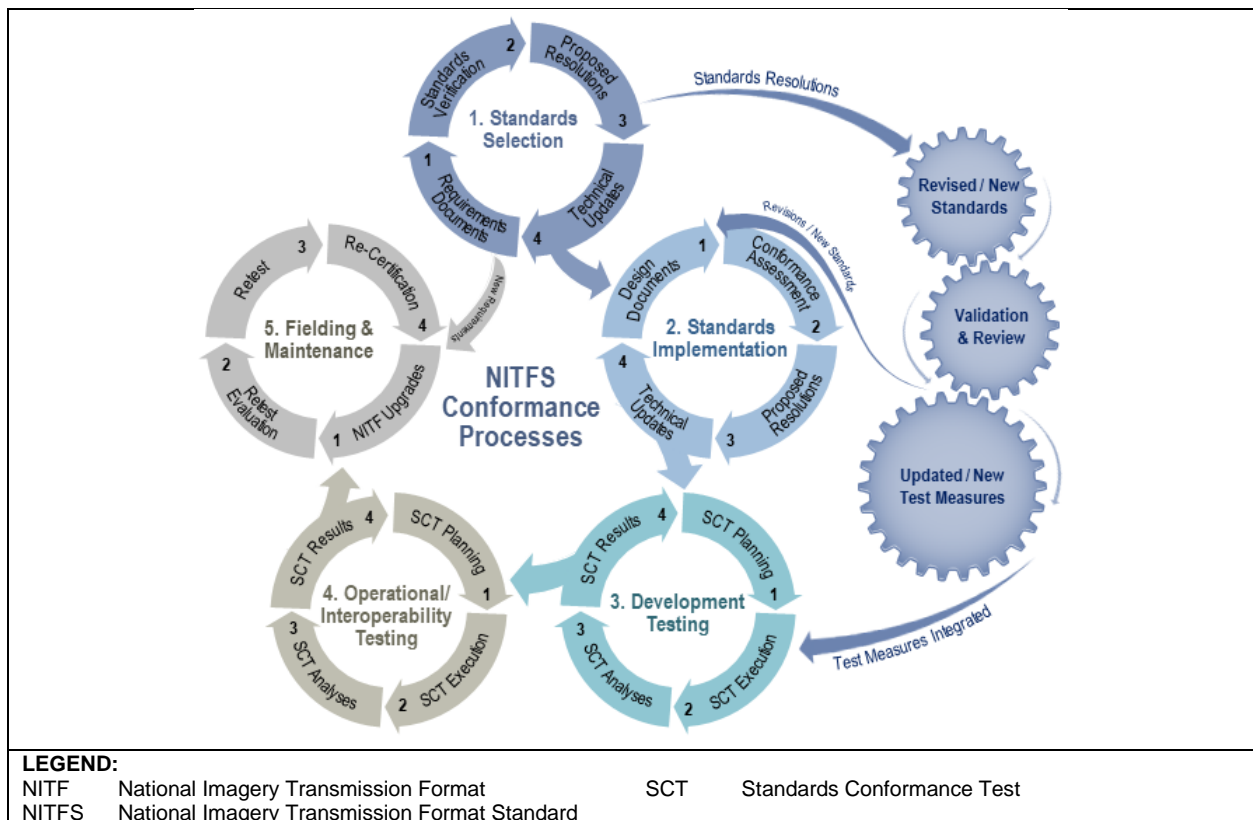 2
Standards
Verification
Proposed
Resolutions
3
1. Standards
Selection
1
Requirements
Documents
Technical
Updates
4
Standards Resolutions
Revised / New
Standards
Revisions / New Standards
Validation
& Review
Updated / New
Test Measures
Test Measures Integrated
New Requirements
1
Design
Documents
Conformance
Assessment
2
2. Standards
Implementation
4
Technical
Updates
Proposed
Resolutions
3
3
Retest
Re-Certification
4
5. Fielding &
Maintenance
2
Retest
Evaluation
NITF Upgrades
1
NITFS
Conformance
Processes
4
SCT Results
SCT Planning
1
4. Operational/
Interoperability
Testing
3
SCT Analyses
SCT Execution
2
4
SCT Results
SCT Planning
1
3. Development
Testing
3
SCT Analyses
SCT Execution
2
LEGEND:
NITF National Imagery Transmission Format SCT Standards Conformance Test
NITFS National Imagery Transmission Format Standard